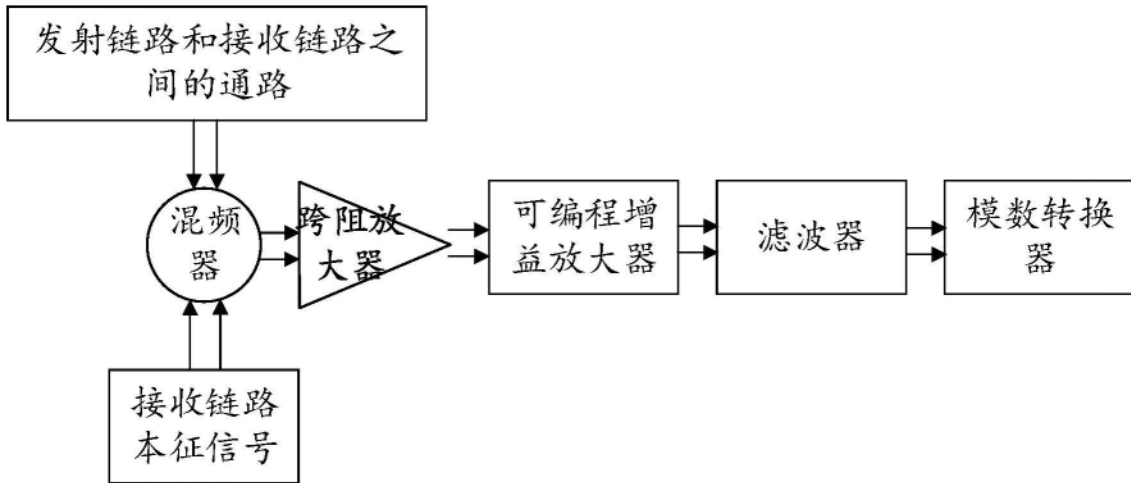 发射链路和接收链路之
间的通路
混频
器
跨阻放
大器
可编程增
益放大器
滤波器
模数转换
器
接收链路
本征信号